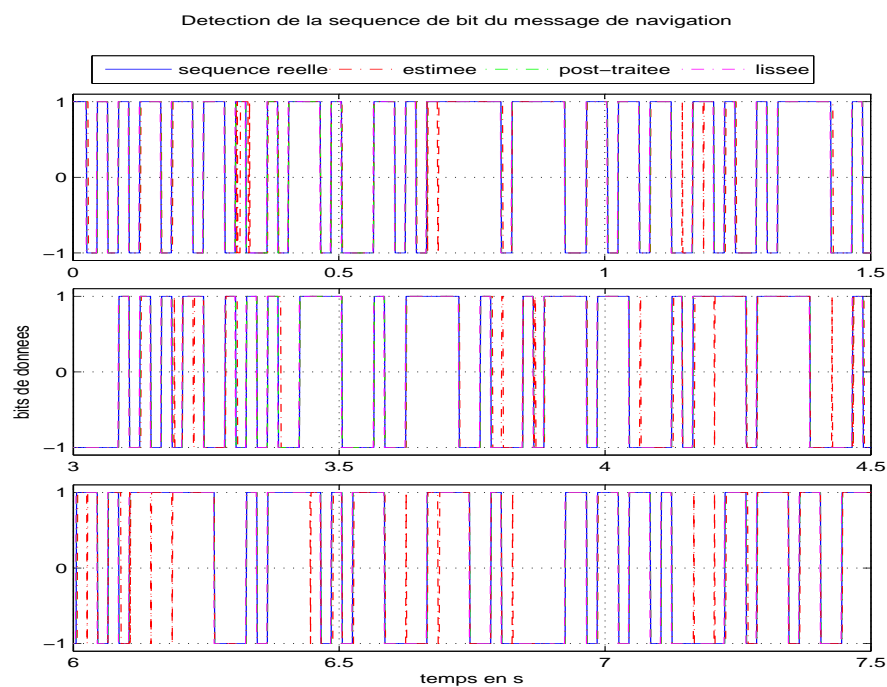 Detection de la sequence de bit du message de navigation
sequence reelle estimee post-traitee lissee
1
0
−1
0 0.5 1 1.5
1
0
−1
3 3.5 4 4.5
bits de donnees
1
0
−1
6 6.5 7 7.5
temps en s